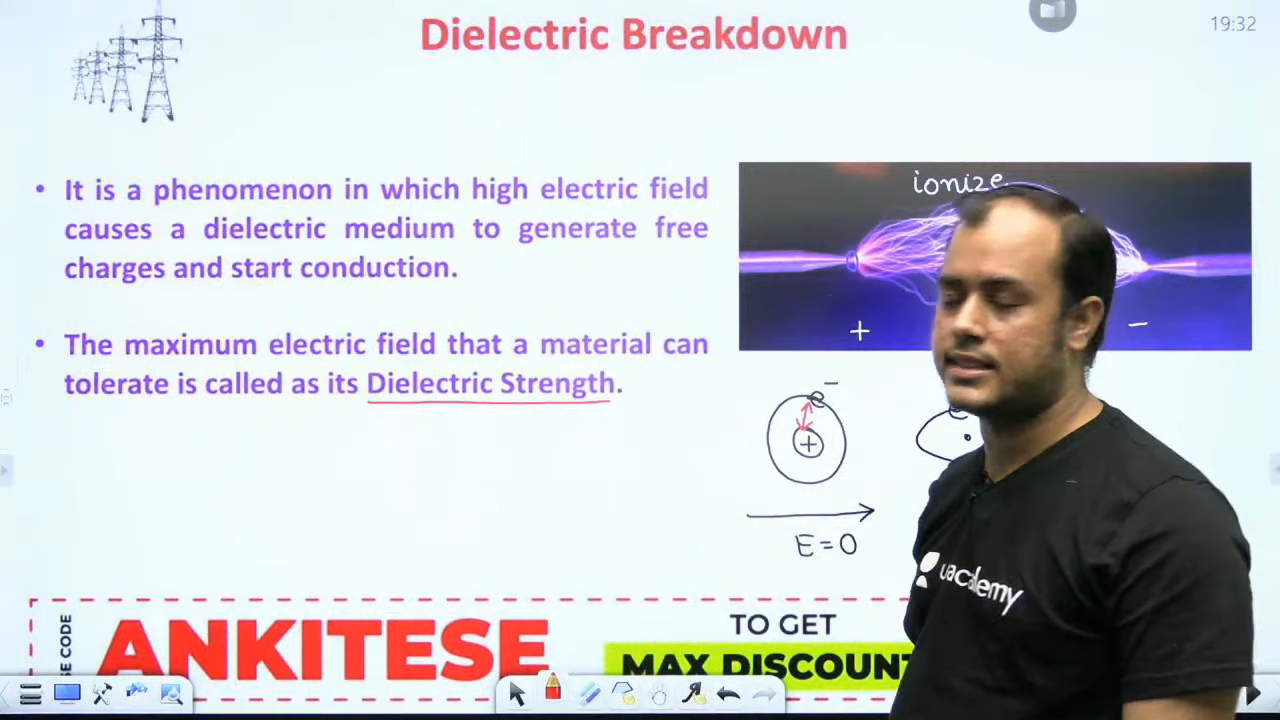 Dielectric Breakdown
19:32
• It is a phenomenon in which high electric field
causes a dielectric medium to generate free
charges and start conduction.
• The maximum electric field that a material can
tolerate is called as its Dielectric Strength.
ionize
+
−
e−
+
e
E=0
unacademy
ANKITESE
TO GET
MAX DISCOUNT